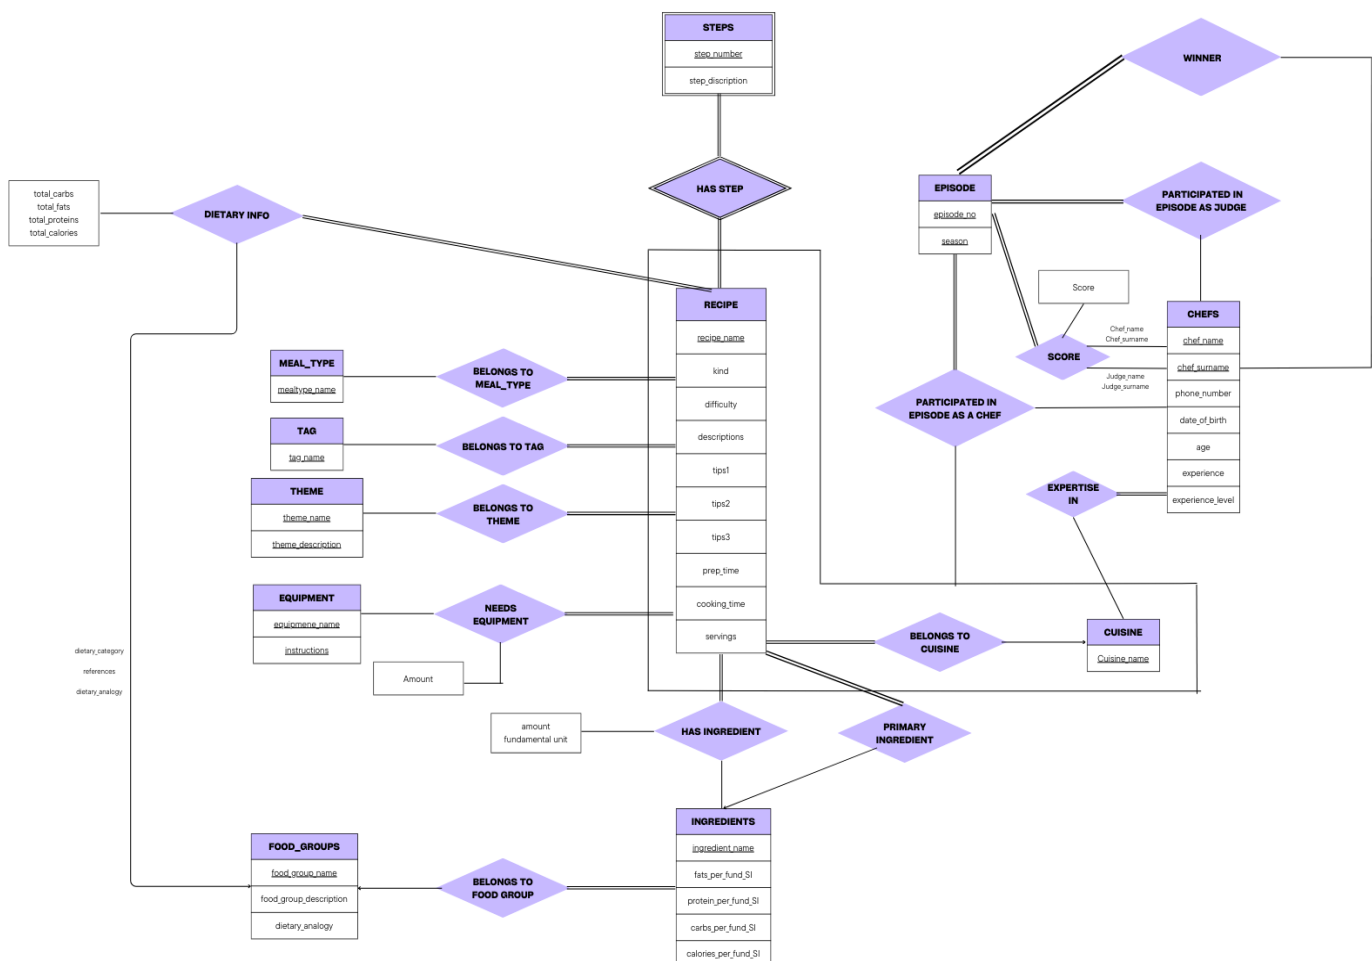 STEPS
step_number
step_discription
WINNER
HAS STEP
EPISODE
episode_no
season
PARTICIPATED IN
EPISODE AS JUDGE
total_carbs
total_fats
total_proteins
total_calories
DIETARY INFO
Score
RECIPE
recipe_name
kind
difficulty
descriptions
tips1
tips2
tips3
prep_time
cooking_time
servings
CHEFS
chef_name
chef_surname
phone_number
date_of_birth
age
experience
experience_level
Chef_name
Chef_surname
SCORE
Judge_name
Judge_surname
MEAL_TYPE
mealtype_name
BELONGS TO
MEAL_TYPE
PARTICIPATED IN
EPISODE AS A CHEF
TAG
tag_name
BELONGS TO TAG
THEME
theme_name
theme_description
BELONGS TO
THEME
EXPERTISE
IN
EQUIPMENT
equipmene_name
instructions
NEEDS
EQUIPMENT
Amount
BELONGS TO
CUISINE
CUISINE
Cuisine_name
dietary_category
references
dietary_analogy
amount
fundamental unit
HAS INGREDIENT
PRIMARY
INGREDIENT
INGREDIENTS
ingredient_name
fats_per_fund_SI
protein_per_fund_SI
carbs_per_fund_SI
calories_per_fund_SI
FOOD_GROUPS
food_group_name
food_group_description
dietary_analogy
BELONGS TO
FOOD GROUP